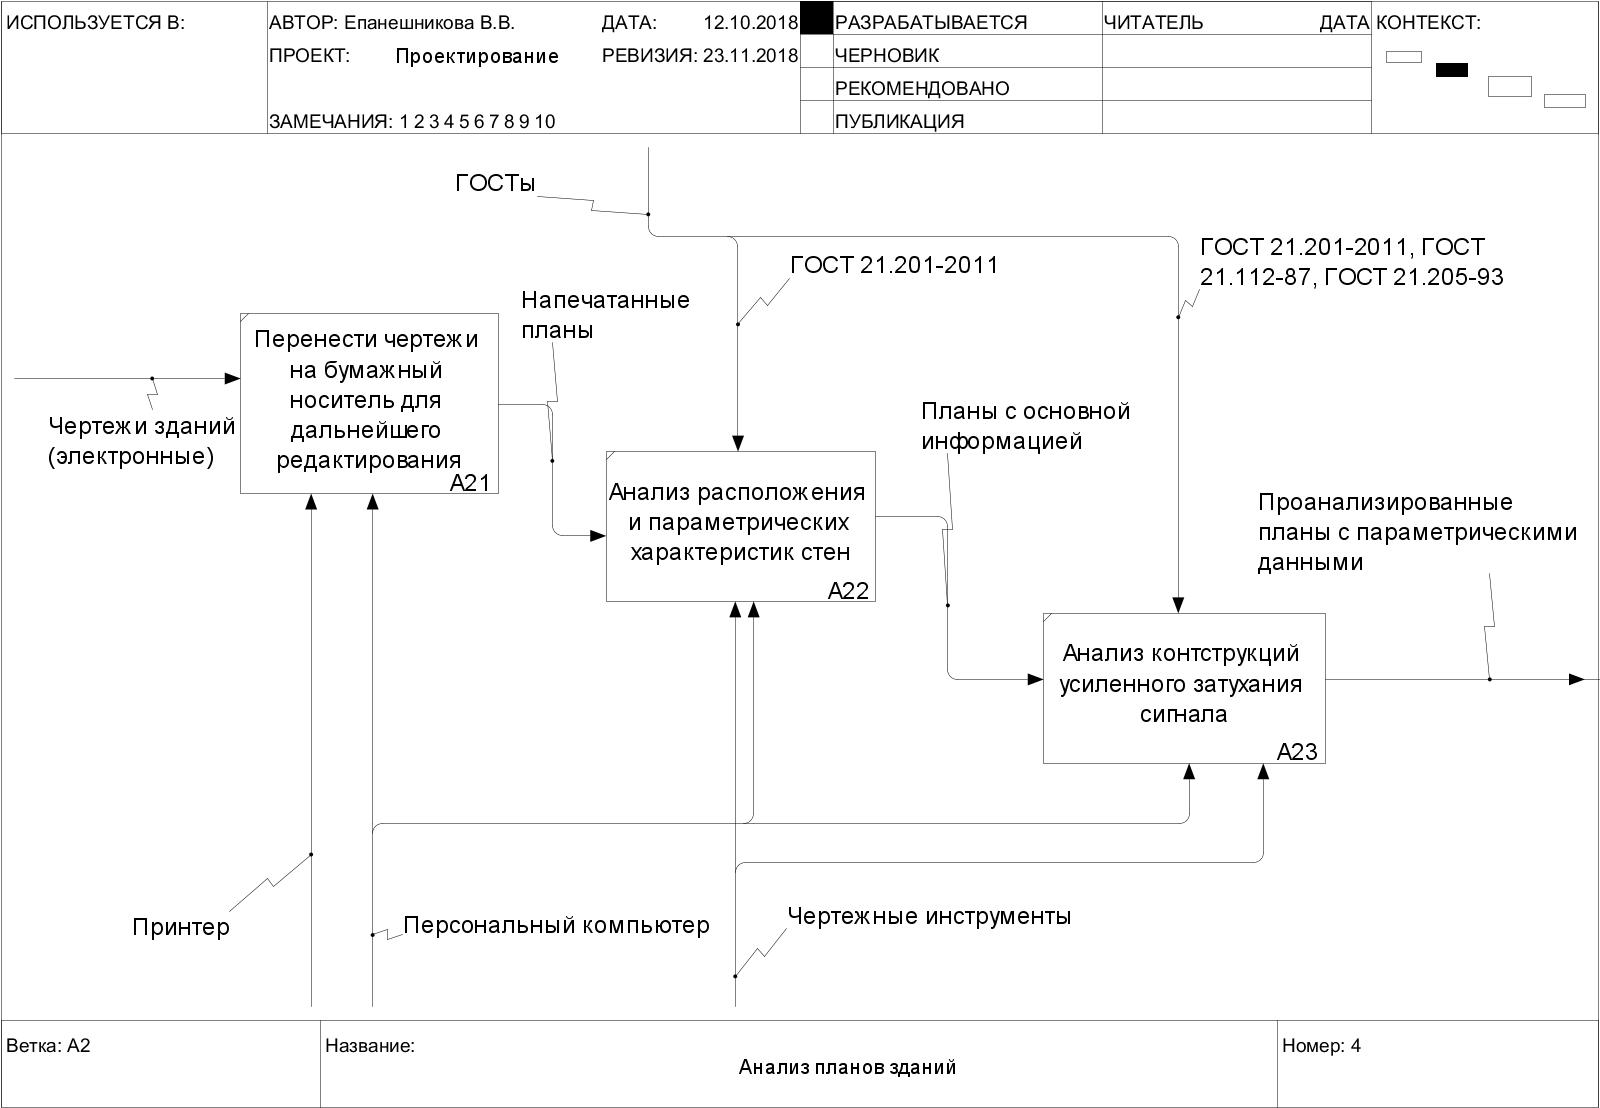 ИСПОЛЬЗУЕТСЯ В:
АВТОР: Епанешникова В.В.
ДАТА: 12.10.2018
ПРОЕКТ: Проектирование
РЕВИЗИЯ: 23.11.2018
ЗАМЕЧАНИЯ: 1 2 3 4 5 6 7 8 9 10
РАЗРАБАТЫВАЕТСЯ
ЧЕРНОВИК
РЕКОМЕНДОВАНО
ПУБЛИКАЦИЯ
ЧИТАТЕЛЬ
ДАТА
КОНТЕКСТ:
ГОСТы
ГОСТ 21.201-2011
ГОСТ 21.201-2011, ГОСТ
21.112-87, ГОСТ 21.205-93
Напечатанные
планы
Перенести чертежи
на бумажный
носитель для
дальнейшего
редактирования
A21
Чертежи зданий
(электронные)
Планы с основной
информацией
Анализ расположения
и параметрических
характеристик стен
A22
Проанализированные
планы с параметрическими
данными
Анализ контструкций
усиленного затухания
сигнала
A23
Принтер
Персональный компьютер
Чертежные инструменты
Ветка: A2
Название:
Анализ планов зданий
Номер: 4